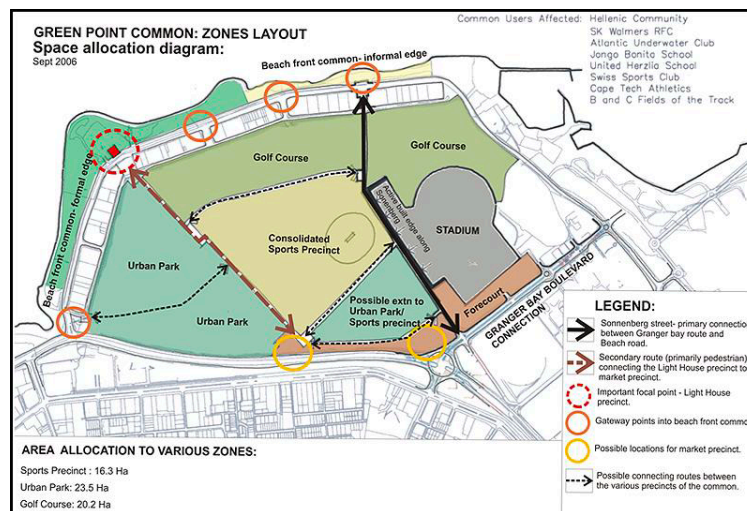 GREEN POINT COMMON: ZONES LAYOUT
Space allocation diagram:
Sept 2006
Common Users Affected: Hellenic Community
SK Walmers RFC
Atlantic Underwater Club
Jongo Bonito School
United Herzlio School
Swiss Sports Club
Cape Tech Athletics
B and C Fields of the Track
Beach front common- informal edge
Beach front common- formal edge
Golf Course
Golf Course
Active built edge along
Sonenberg
STADIUM
Consolidated
Sports Precinct
Urban Park
Urban Park
Possible extn to
Urban Park/
Sports precinct
Forecourt
GRANGER BAY BOULEVARD
CONNECTION
LEGEND:
Sonnenberg street- primary connection
between Granger bay route and
Beach road.
Secondary route (primarily pedestrian)
connecting the Light House precinct to
market precinct.
Important focal point - Light House
precinct.
Gateway points into beach front common
Possible locations for market precinct.
Possible connecting routes between
the various precincts of the common.
AREA ALLOCATION TO VARIOUS ZONES:
Sports Precinct : 16.3 Ha
Urban Park: 23.5 Ha
Golf Course: 20.2 Ha